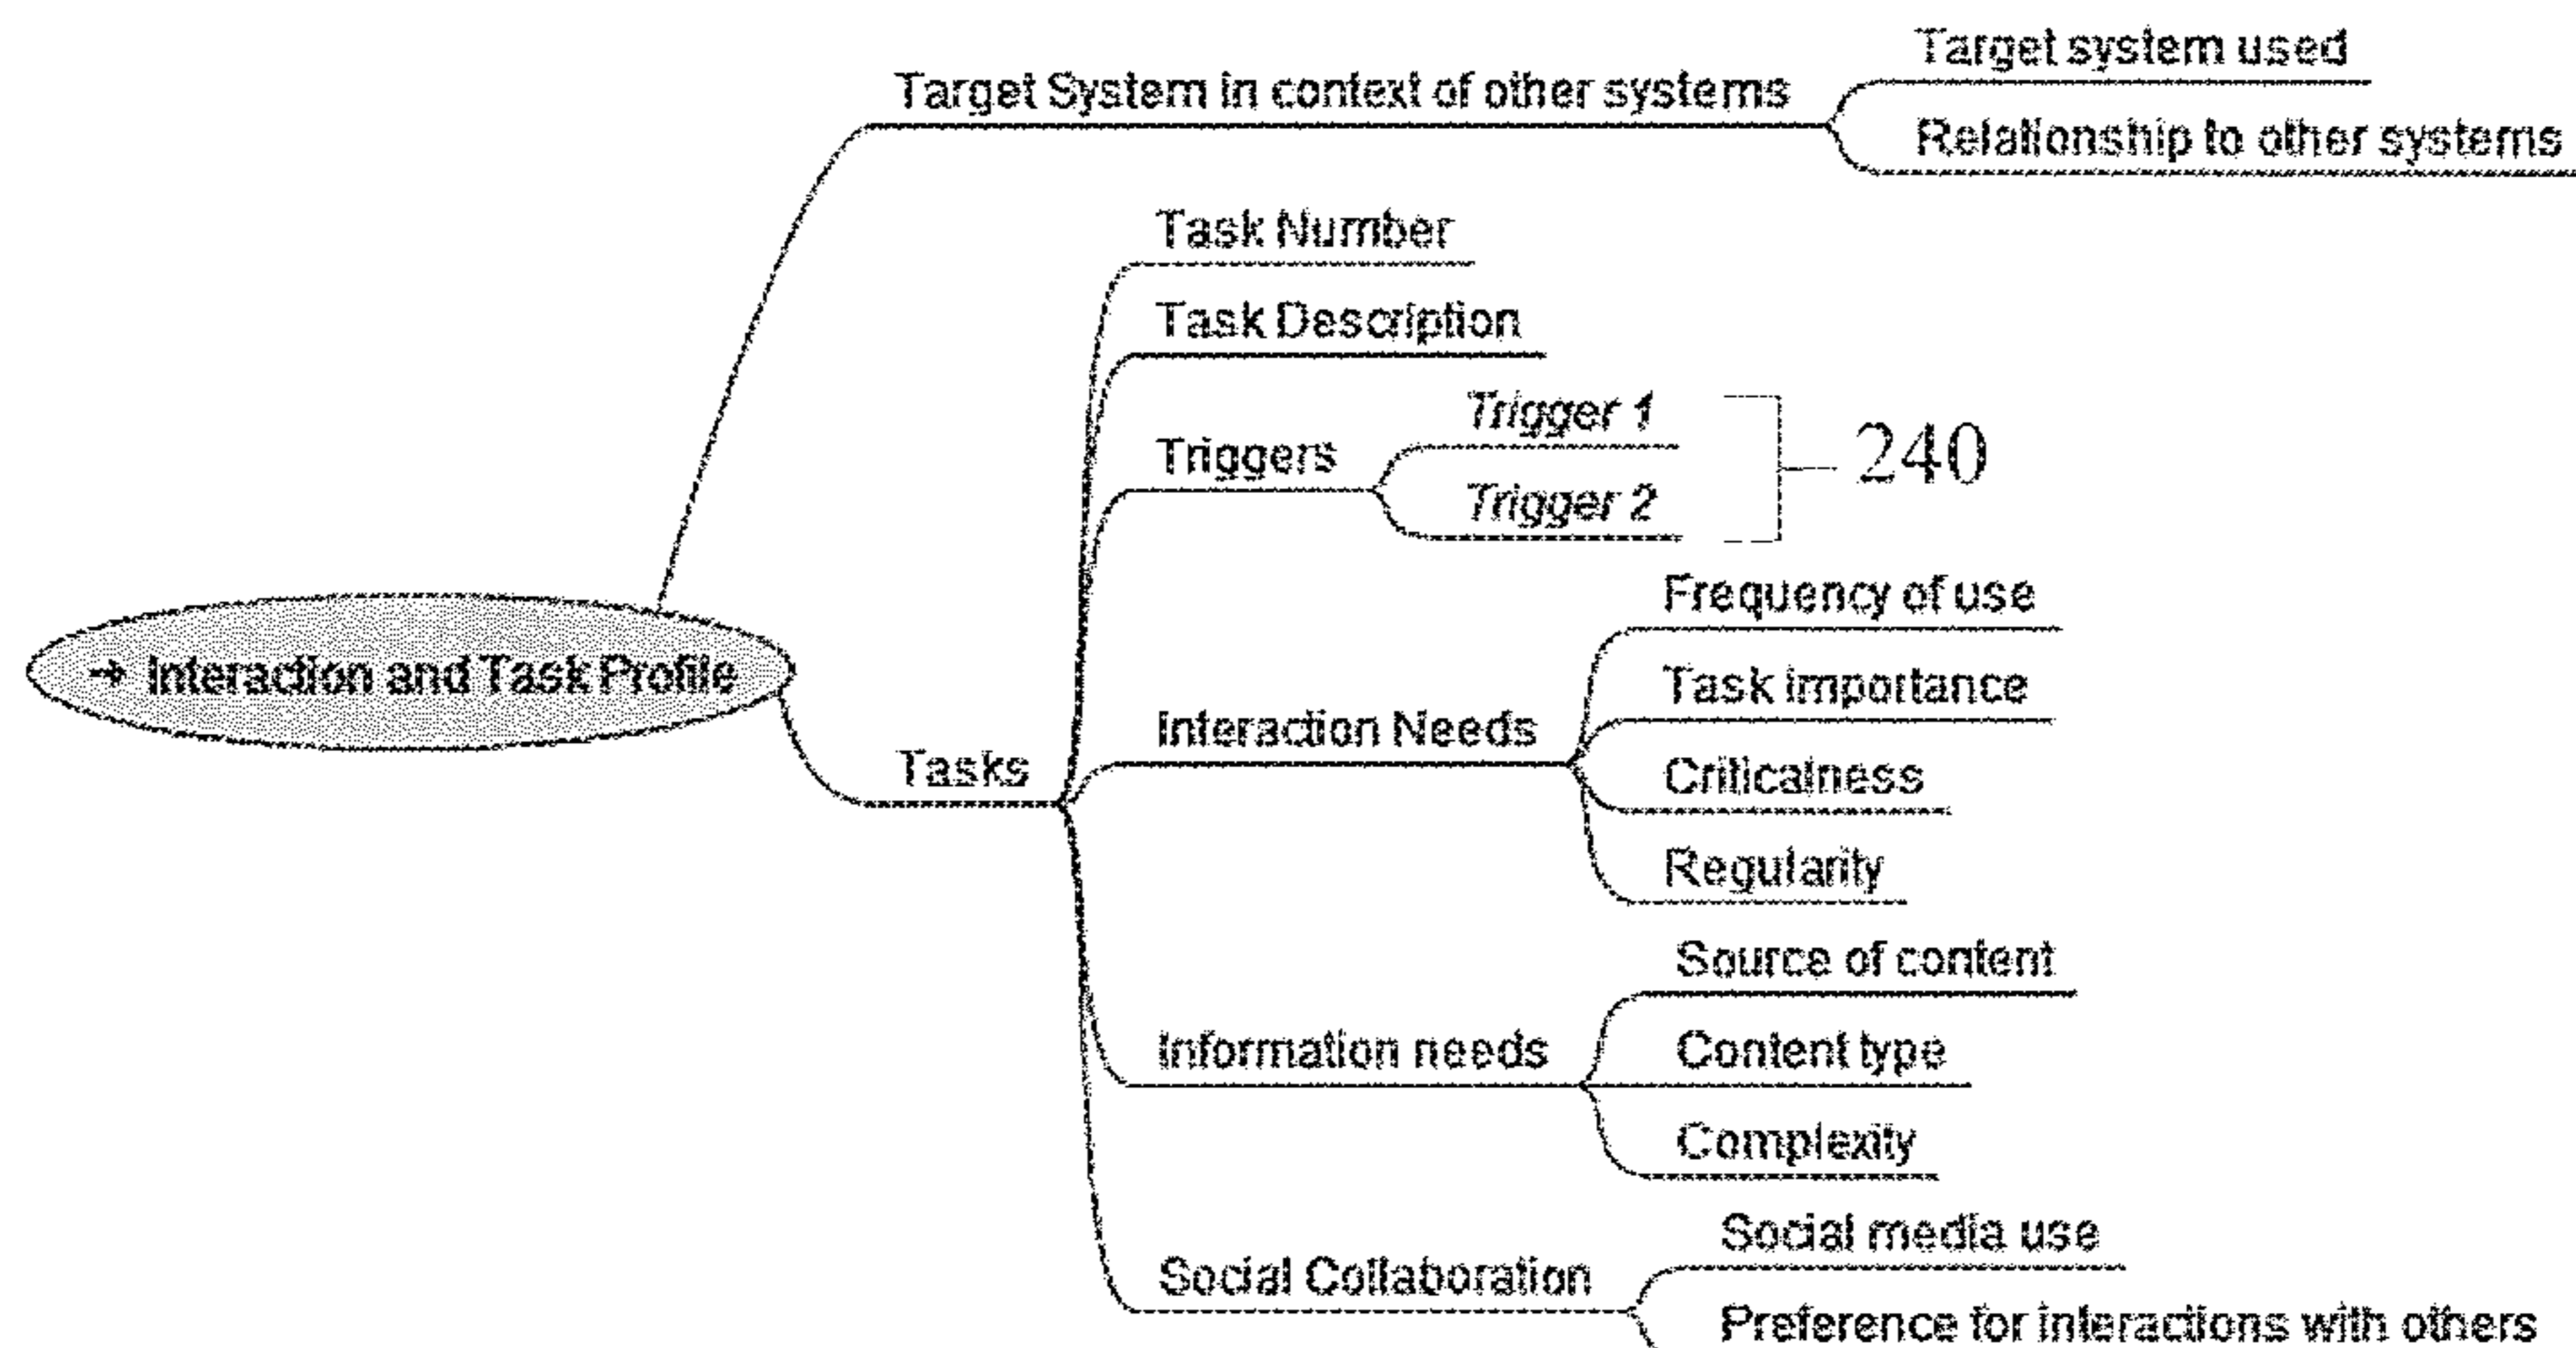 Target System in context of other systems
Target system used
Relationship to other systems
Task Number
Task Description
Triggers
Trigger 1
Trigger 2
240
→ Interaction and Task Profile
Tasks
Interaction Needs
Frequency of use
Task importance
Criticalness
Regularity
Information needs
Source of content
Content type
Complexity
Social Collaboration
Social media use
Preference for interactions with others